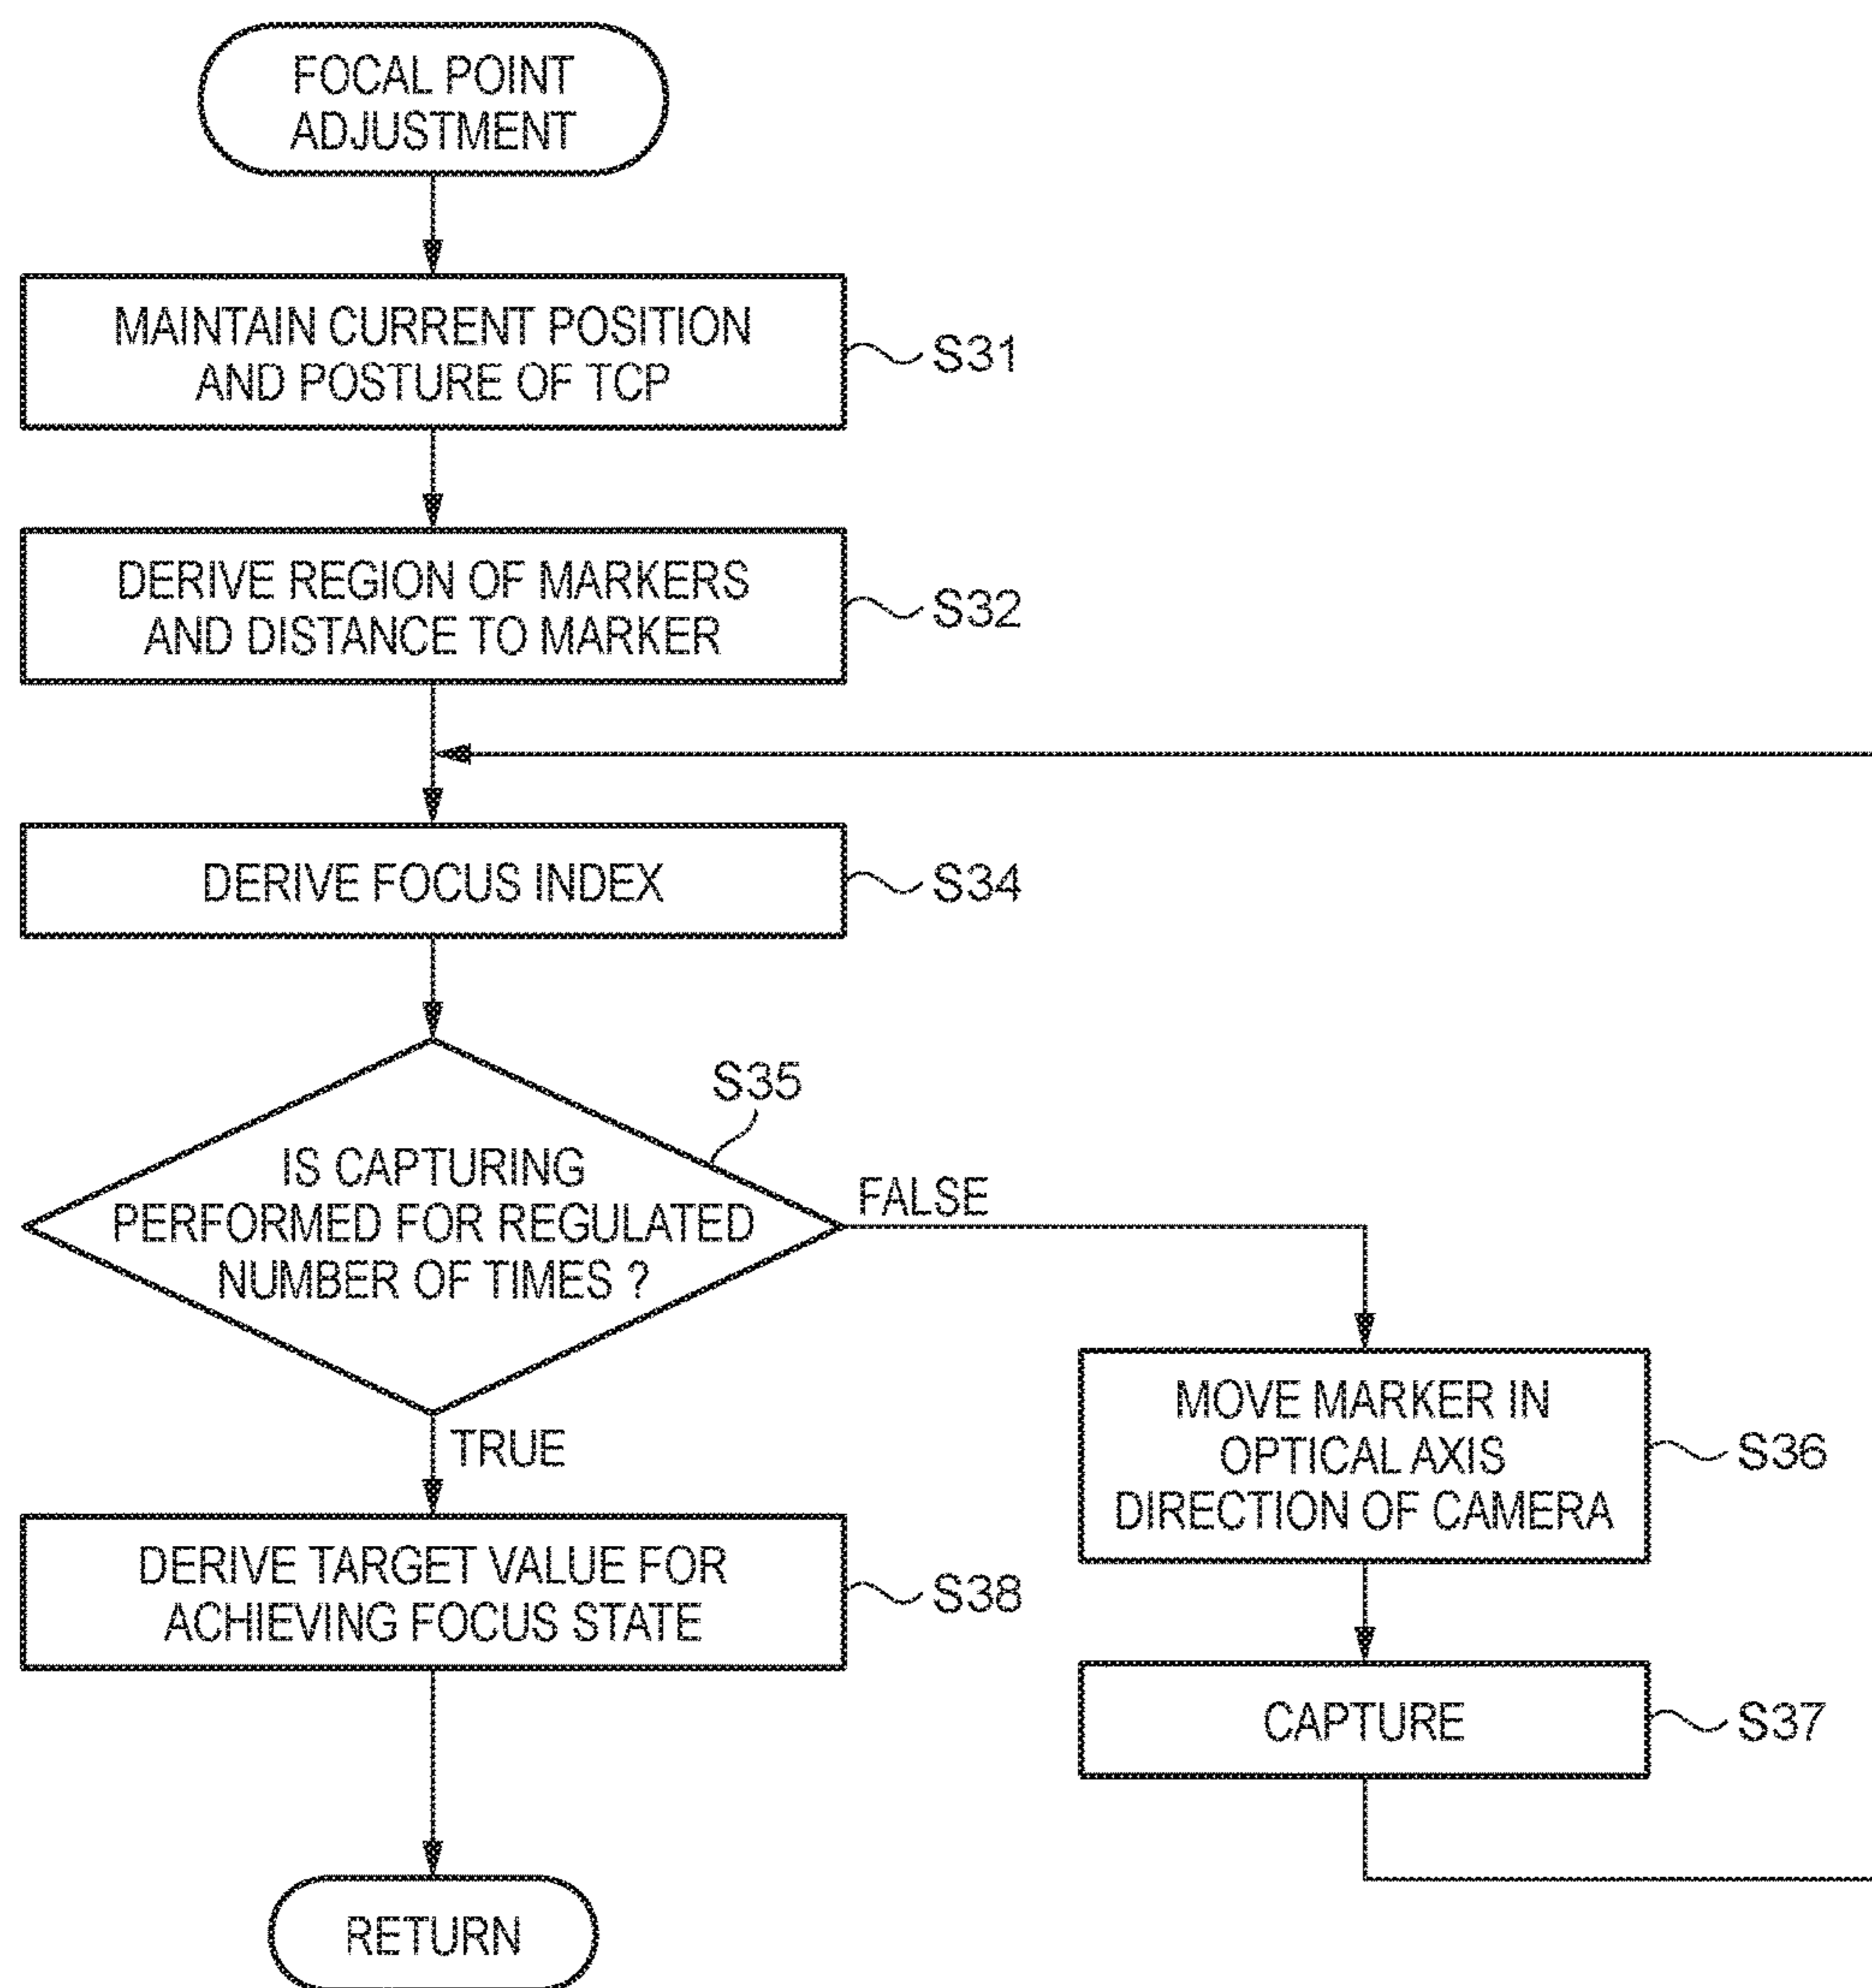 FOCAL POINT
ADJUSTMENT
MAINTAIN CURRENT POSITION
AND POSTURE OF TCP
S31
DERIVE REGION OF MARKERS
AND DISTANCE TO MARKER
S32
DERIVE FOCUS INDEX
S34
S35
IS CAPTURING
PERFORMED FOR REGULATED
NUMBER OF TIMES ?
FALSE
TRUE
MOVE MARKER IN
OPTICAL AXIS
DIRECTION OF CAMERA
S36
DERIVE TARGET VALUE FOR
ACHIEVING FOCUS STATE
S38
CAPTURE
S37
RETURN